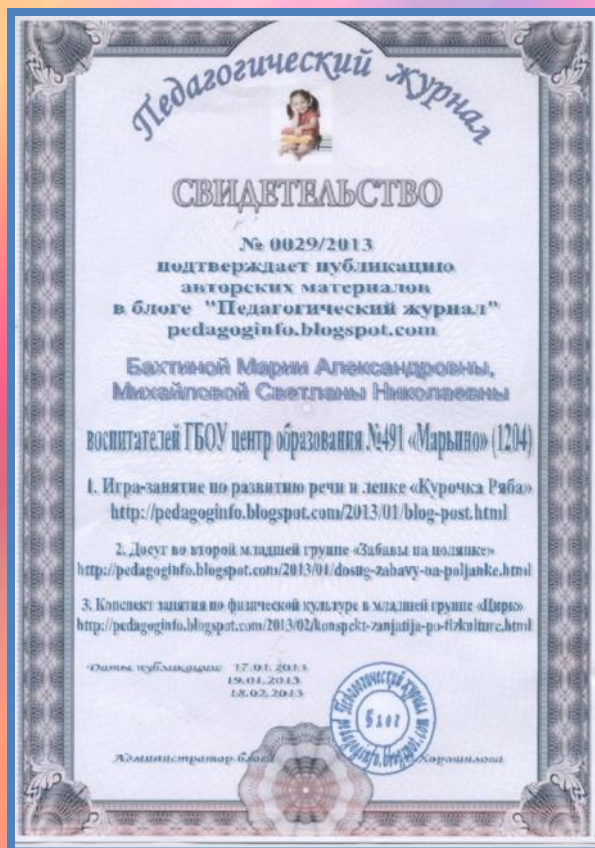 Педагогический журнал
СВИДЕТЕЛЬСТВО
№ 0029/2013
подтверждает публикацию
авторских материалов
в блоге "Педагогический журнал"
pedagoginfo.blogspot.com
Бахтиной Марии Александровны,
Михайловой Светланы Николаевны
воспитателей ГБОУ центр образования №491 «Марьино» (1204)
1. Игра-занятие по развитию речи и лепке «Курочка Ряба»
http://pedagoginfo.blogspot.com/2013/01/blog-post.html
2. Досуг во второй младшей группе «Забавы на полянке»
http://pedagoginfo.blogspot.com/2013/01/dosug-zabavy-na-poljanke.html
3. Конспект занятия по физической культуре в младшей группе «Цирк»
http://pedagoginfo.blogspot.com/2013/02/konspekt-zanjatija-po-fizkulture.html
Даты публикации: 17.01.2013
19.01.2013
18.02.2013
Педагогический журнал
Блог
pedagoginfo.blogspot.com
Администратор блога Хорошилова